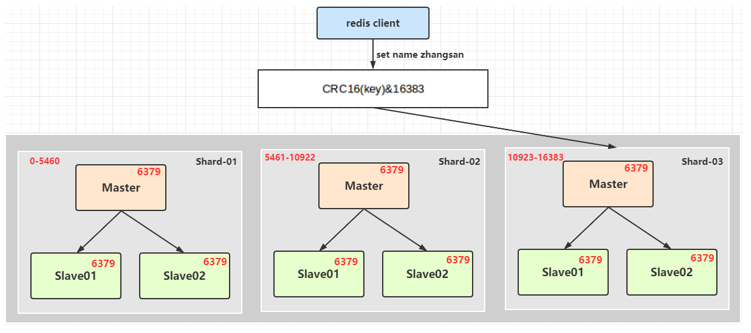 redis client
set name zhangsan
CRC16(key)&16383
0-5460
Shard-01
6379
Master
6379
Slave01
6379
Slave02
5461-10922
Shard-02
6379
Master
6379
Slave01
6379
Slave02
10923-16383
Shard-03
6379
Master
6379
Slave01
6379
Slave02